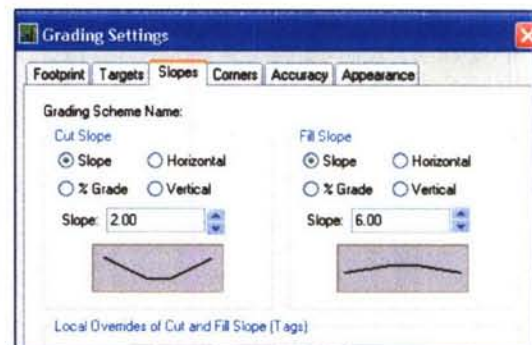 Grading Settings
Footprint Targets Slopes Corners Accuracy Appearance
Grading Scheme Name:
Cut Slope
Slope Horizontal
% Grade Vertical
Slope: 2.00
Fill Slope
Slope Horizontal
% Grade Vertical
Slope: 6.00
Local Overrides of Cut and Fill Slope (Tags)